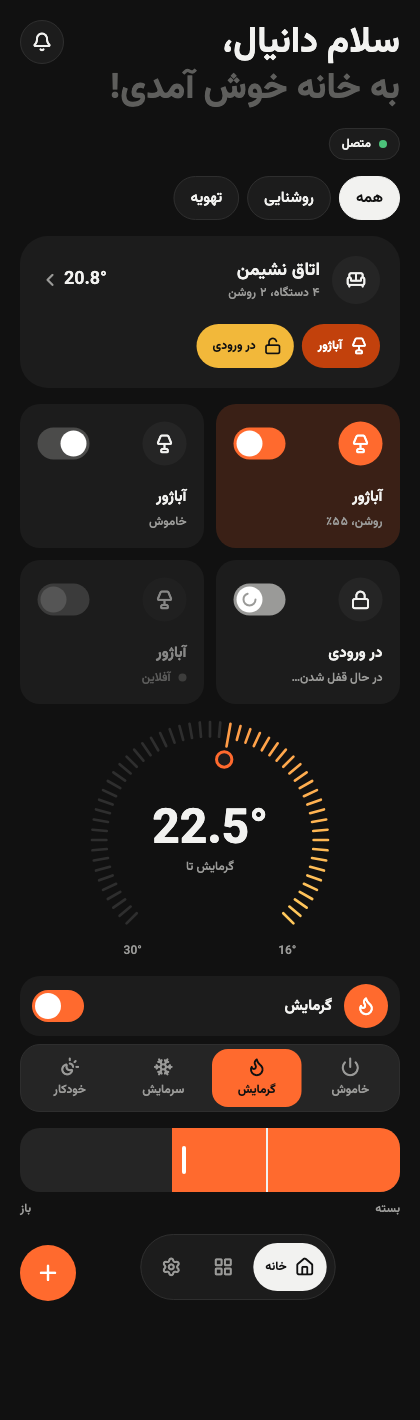 سلام دانیال،
به خانه خوش آمدی!
متصل
همه
روشنایی
تهویه
اتاق نشیمن
۴ دستگاه، ۲ روشن
20.8°
آباژور
در ورودی
آباژور
روشن، ۵۵٪
آباژور
خاموش
در ورودی
در حال قفل شدن...
آباژور
آفلاین
22.5°
گرمایش تا
16°
30°
گرمایش
خاموش
گرمایش
سرمایش
خودکار
بسته
باز
خانه